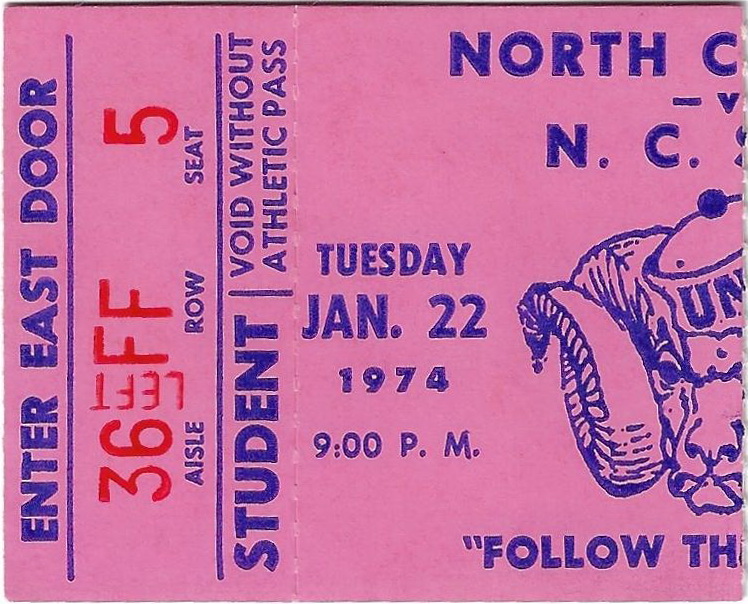 ENTER EAST DOOR
36 FF 5
LEFT
AISLE ROW SEAT
STUDENT
VOID WITHOUT
ATHLETIC PASS
NORTH C
- v
N. C. S
TUESDAY
JAN. 22
1974
9:00 P. M.
UN
"FOLLOW TH